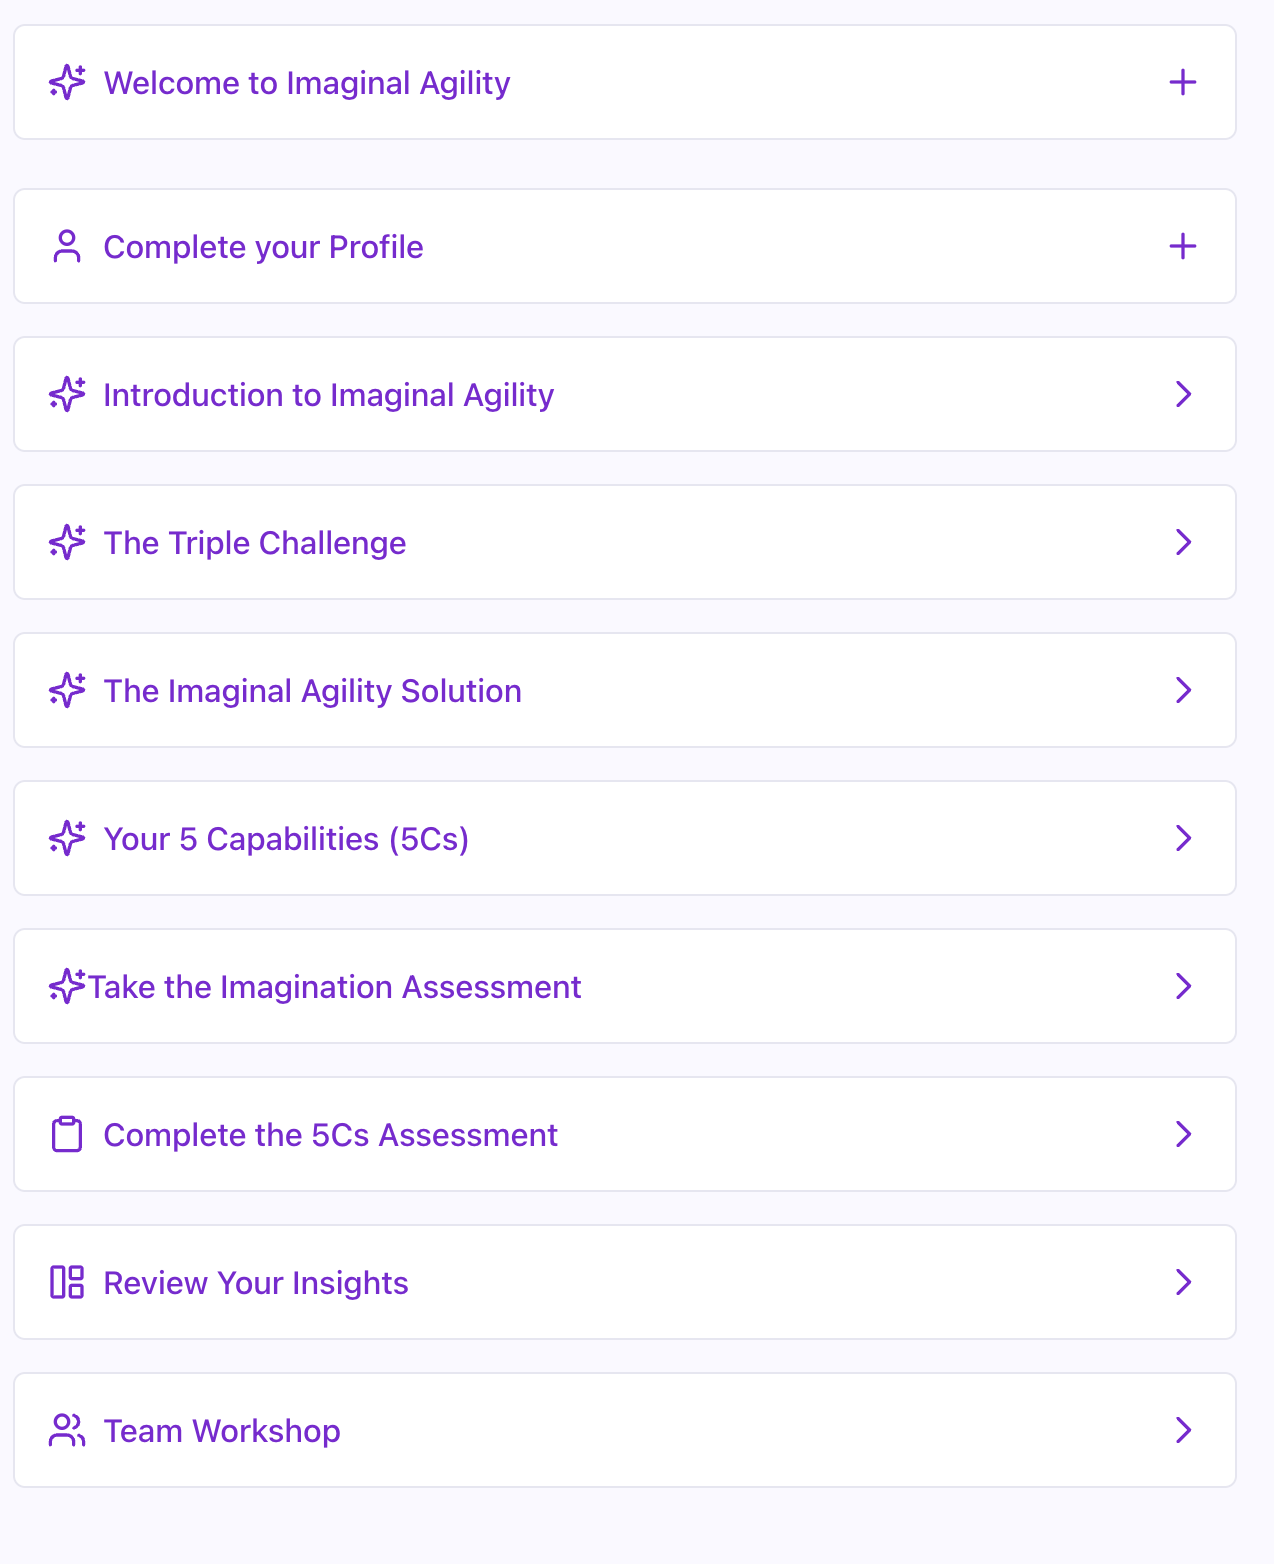 Welcome to Imaginal Agility
Complete your Profile
Introduction to Imaginal Agility
The Triple Challenge
The Imaginal Agility Solution
Your 5 Capabilities (5Cs)
Take the Imagination Assessment
Complete the 5Cs Assessment
Review Your Insights
Team Workshop